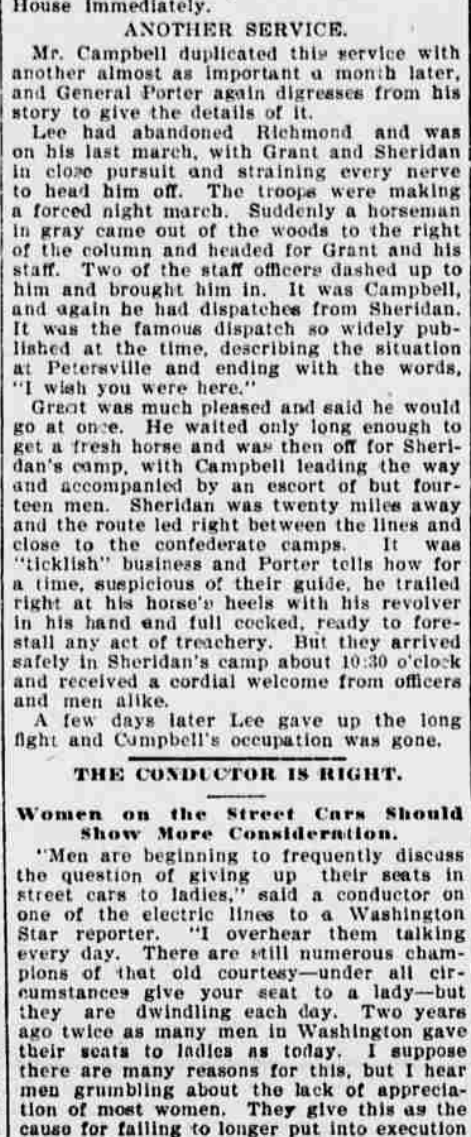 House immediately.
ANOTHER SERVICE.
Mr. Campbell duplicated this service with
another almost as important a month later,
and General Porter again digresses from his
story to give the details of it.
Lee had abandoned Richmond and was
on his last march, with Grant and Sheridan
in close pursuit and straining every nerve
to head him off. The troops were making
a forced night march. Suddenly a horseman
in gray came out of the woods to the right
of the column and headed for Grant and his
staff. Two of the staff officers dashed up to
him and brought him in. It was Campbell,
and again he had dispatches from Sheridan.
It was the famous dispatch so widely pub-
lished at the time, describing the situation
at Petersville and ending with the words,
"I wish you were here."
Grant was much pleased and said he would
go at once. He waited only long enough to
get a fresh horse and was then off for Sheri-
dan's camp, with Campbell leading the way
and accompanied by an escort of but four-
teen men. Sheridan was twenty miles away
and the route led right between the lines and
close to the confederate camps. It was
"ticklish" business and Porter tells how for
a time, suspicious of their guide, he trailed
right at his horse's heels with his revolver
in his hand and full cocked, ready to fore-
stall any act of treachery. But they arrived
safely in Sheridan's camp about 10:30 o'clock
and received a cordial welcome from officers
and men alike.
A few days later Lee gave up the long
fight and Campbell's occupation was gone.
THE CONDUCTOR IS RIGHT.
Women on the Street Cars Should
Show More Consideration.
"Men are beginning to frequently discuss
the question of giving up their seats in
street cars to ladies," said a conductor on
one of the electric lines to a Washington
Star reporter. "I overhear them talking
every day. There are still numerous cham-
pions of that old courtesy—under all cir-
cumstances give your seat to a lady—but
they are dwindling each day. Two years
ago twice as many men in Washington gave
their seats to ladies as today. I suppose
there are many reasons for this, but I hear
men grumbling about the lack of apprecia-
tion of most women. They give this as the
cause for failing to longer put into execution